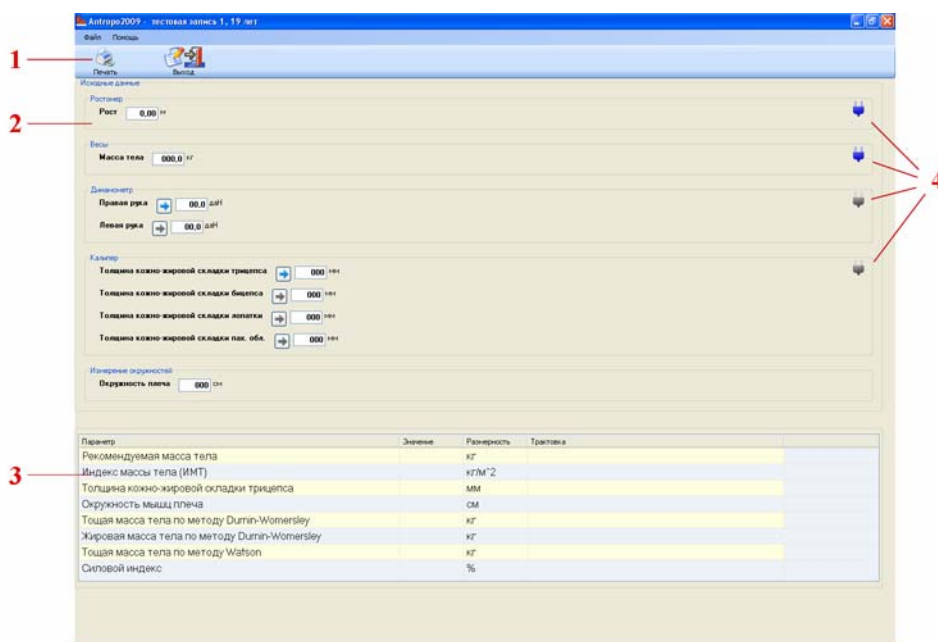 Antropo2009 - тестовая запись 1, 19 лет
Файл Помощь
1
Печать Выход
Исходные данные
Ростомер
Рост 0,00 м
2
Весы
Масса тела 000,0 кг
4
Динамометр
Правая рука 00,0 даН
Левая рука 00,0 даН
Калипер
Толщина кожно-жировой складки трицепса 000 мм
Толщина кожно-жировой складки бицепса 000 мм
Толщина кожно-жировой складки лопатки 000 мм
Толщина кожно-жировой складки пах. обл. 000 мм
Измерение окружностей
Окружность плеча 000 см
Параметр Значение Размерность Трактовка
Рекомендуемая масса тела кг
3
Индекс массы тела (ИМТ) кг/м^2
Толщина кожно-жировой складки трицепса мм
Окружность мышц плеча см
Тощая масса тела по методу Durnin-Womersley кг
Жировая масса тела по методу Durnin-Womersley кг
Тощая масса тела по методу Watson кг
Силовой индекс %